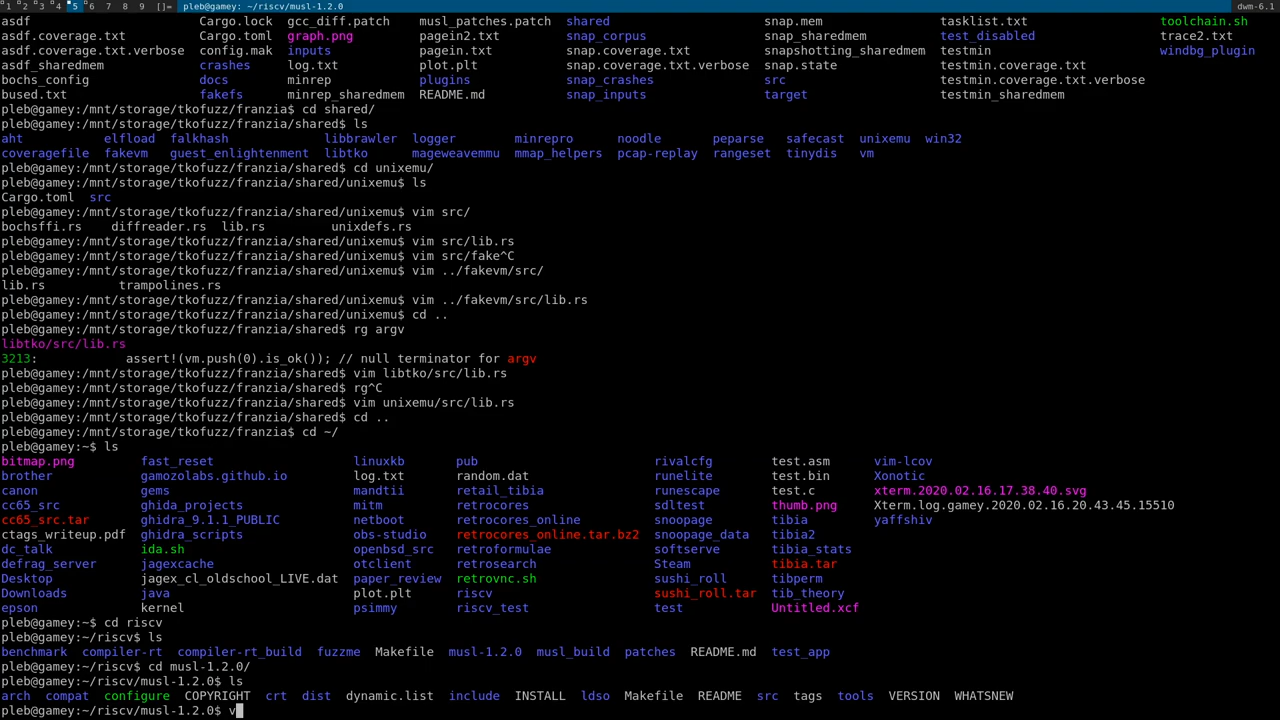 1 2 3 4 5 6 7 8 9 []= pleb@gamey: ~/riscv/musl-1.2.0 dwm-6.1
asdf Cargo.lock gcc_diff.patch musl_patches.patch shared snap.mem tasklist.txt toolchain.sh
asdf.coverage.txt Cargo.toml graph.png pagein2.txt snap_corpus snap_sharedmem test_disabled trace2.txt
asdf.coverage.txt.verbose config.mak inputs pagein.txt snap.coverage.txt snapshotting_sharedmem testmin windbg_plugin
asdf_sharedmem crashes log.txt plot.plt snap.coverage.txt.verbose snap.state testmin.coverage.txt
bochs_config docs minrep plugins snap_crashes src testmin.coverage.txt.verbose
bused.txt fakefs minrep_sharedmem README.md snap_inputs target testmin_sharedmem
pleb@gamey:/mnt/storage/tkofuzz/franzia$ cd shared/
pleb@gamey:/mnt/storage/tkofuzz/franzia/shared$ ls
aht elfload falkhash libbrawler logger minrepro noodle peparse safecast unixemu win32
coveragefile fakevm guest_enlightenment libtko mageweavemmu mmap_helpers pcap-replay rangeset tinydis vm
pleb@gamey:/mnt/storage/tkofuzz/franzia/shared$ cd unixemu/
pleb@gamey:/mnt/storage/tkofuzz/franzia/shared/unixemu$ ls
Cargo.toml src
pleb@gamey:/mnt/storage/tkofuzz/franzia/shared/unixemu$ vim src/
bochsffi.rs diffreader.rs lib.rs unixdefs.rs
pleb@gamey:/mnt/storage/tkofuzz/franzia/shared/unixemu$ vim src/lib.rs
pleb@gamey:/mnt/storage/tkofuzz/franzia/shared/unixemu$ vim src/fake^C
pleb@gamey:/mnt/storage/tkofuzz/franzia/shared/unixemu$ vim ../fakevm/src/
lib.rs trampolines.rs
pleb@gamey:/mnt/storage/tkofuzz/franzia/shared/unixemu$ vim ../fakevm/src/lib.rs
pleb@gamey:/mnt/storage/tkofuzz/franzia/shared/unixemu$ cd ..
pleb@gamey:/mnt/storage/tkofuzz/franzia/shared$ rg argv
libtko/src/lib.rs
3213: assert!(vm.push(0).is_ok()); // null terminator for argv
pleb@gamey:/mnt/storage/tkofuzz/franzia/shared$ vim libtko/src/lib.rs
pleb@gamey:/mnt/storage/tkofuzz/franzia/shared$ rg^C
pleb@gamey:/mnt/storage/tkofuzz/franzia/shared$ vim unixemu/src/lib.rs
pleb@gamey:/mnt/storage/tkofuzz/franzia/shared$ cd ..
pleb@gamey:/mnt/storage/tkofuzz/franzia$ cd ~/
pleb@gamey:~$ ls
bitmap.png fast_reset linuxkb pub rivalcfg test.asm vim-lcov
brother gamozolabs.github.io log.txt random.dat runelite test.bin Xonotic
canon gems mandtii retail_tibia runescape test.c xterm.2020.02.16.17.38.40.svg
cc65_src ghida_projects mitm retrocores sdltest thumb.png Xterm.log.gamey.2020.02.16.20.43.45.15510
cc65_src.tar ghidra_9.1.1_PUBLIC netboot retrocores_online snoopage tibia yaffshiv
ctags_writeup.pdf ghidra_scripts obs-studio retrocores_online.tar.bz2 snoopage_data tibia2
dc_talk ida.sh openbsd_src retroformulae softserve tibia_stats
defrag_server jagexcache otclient retrosearch Steam tibia.tar
Desktop jagex_cl_oldschool_LIVE.dat paper_review retrovnc.sh sushi_roll tibperm
Downloads java plot.plt riscv sushi_roll.tar tib_theory
epson kernel psimmy riscv_test test Untitled.xcf
pleb@gamey:~$ cd riscv
pleb@gamey:~/riscv$ ls
benchmark compiler-rt compiler-rt_build fuzzme Makefile musl-1.2.0 musl_build patches README.md test_app
pleb@gamey:~/riscv$ cd musl-1.2.0/
pleb@gamey:~/riscv/musl-1.2.0$ ls
arch compat configure COPYRIGHT crt dist dynamic.list include INSTALL ldso Makefile README src tags tools VERSION WHATSNEW
pleb@gamey:~/riscv/musl-1.2.0$ v